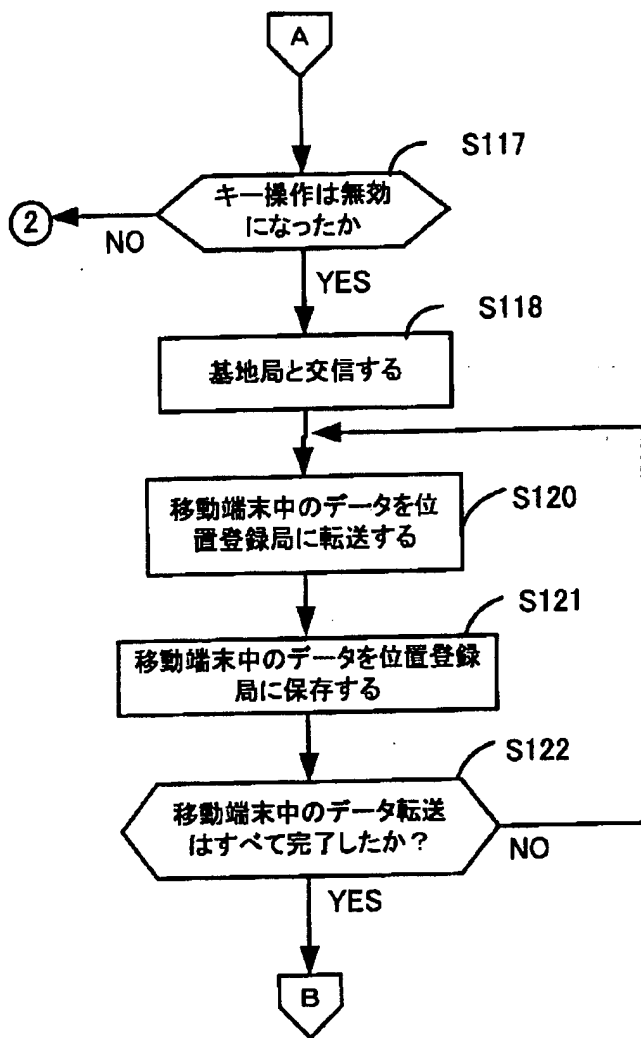 A
S117
キー操作は無効
になったか
2
NO
YES
S118
基地局と交信する
S120
移動端末中のデータを位
置登録局に転送する
S121
移動端末中のデータを位置登録
局に保存する
S122
移動端末中のデータ転送
はすべて完了したか？
NO
YES
B